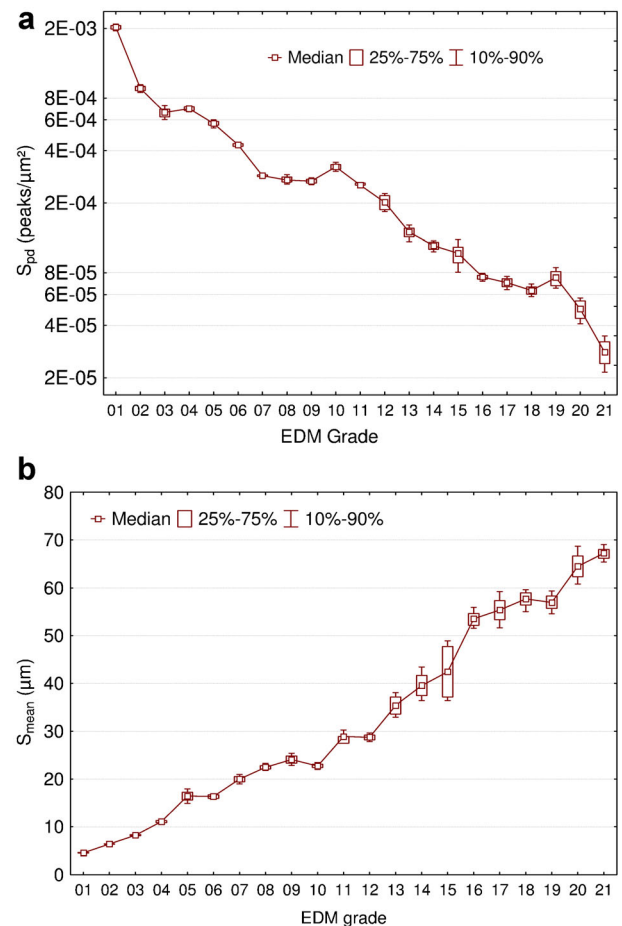 a
2E-03
8E-04
6E-04
4E-04
2E-04
8E-05
6E-05
4E-05
2E-05
Spd (peaks/µm²)
Median 25%-75% 10%-90%
01 02 03 04 05 06 07 08 09 10 11 12 13 14 15 16 17 18 19 20 21
EDM Grade
b
80
70
60
50
40
30
20
10
0
Smean (µm)
Median 25%-75% 10%-90%
01 02 03 04 05 06 07 08 09 10 11 12 13 14 15 16 17 18 19 20 21
EDM grade